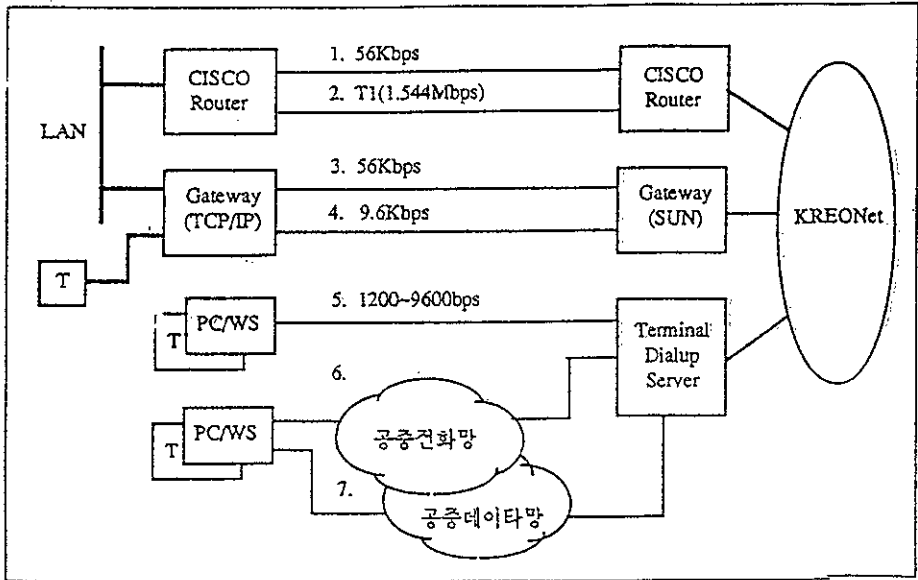 1. 56Kbps
CISCO
Router
2. T1(1.544Mbps)
CISCO
Router
LAN
3. 56Kbps
Gateway
(TCP/IP)
4. 9.6Kbps
Gateway
(SUN)
KREONet
T
5. 1200~9600bps
PC/WS
T
Terminal
Dialup
Server
6.
PC/WS
T
공중전화망
7.
공중데이타망